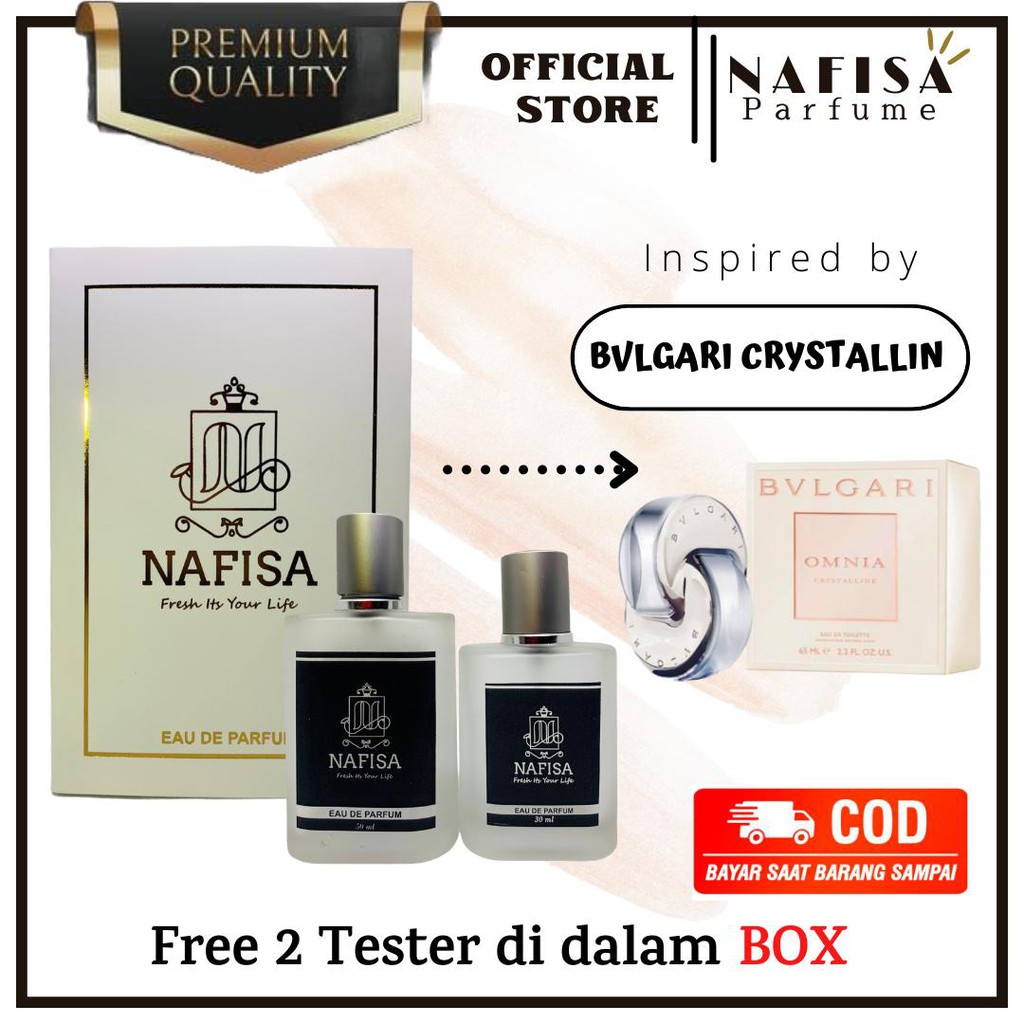 PREMIUM
QUALITY
OFFICIAL
STORE
NAFISA
Parfume
Inspired by
BVLGARI CRYSTALLIN
NAFISA
Fresh Its Your Life
EAU DE PARFU
BVLGARI
BVLGARI
BVLGARI
OMNIA
CRYSTALLINE
EAU DE TOILETTE
65 ML e 2.2 FL.OZ.U.S.
NAFISA
Fresh Its Your Life
EAU DE PARFUM
50 ml
NAFISA
Fresh Its Your Life
EAU DE PARFUM
30 ml
COD
BAYAR SAAT BARANG SAMPAI
Free 2 Tester di dalam BOX